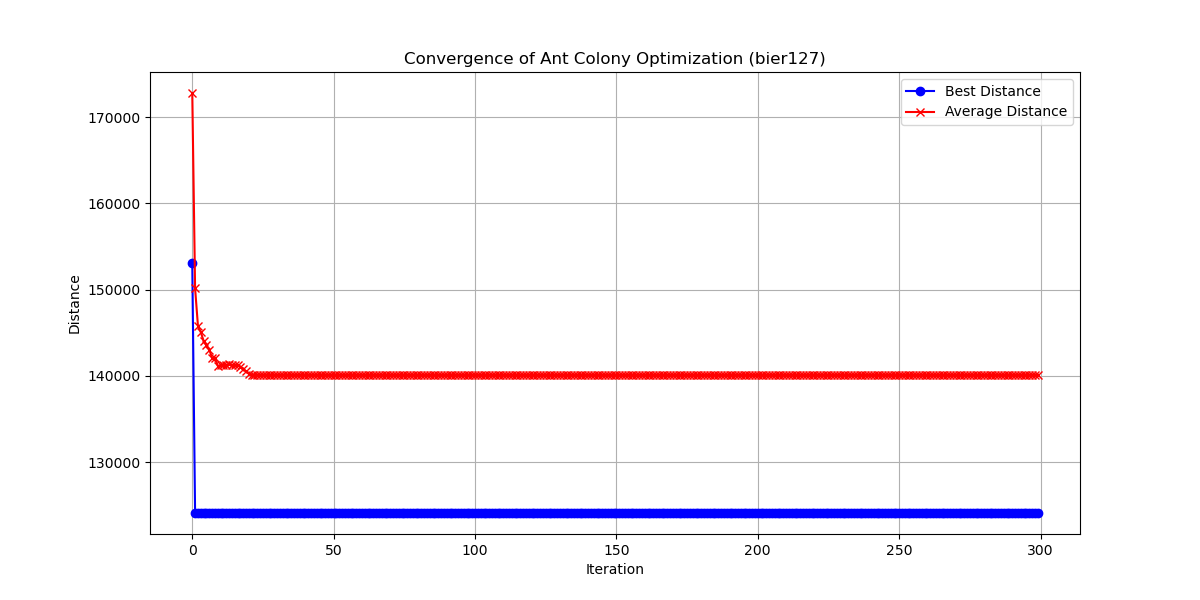 Convergence of Ant Colony Optimization (bier127)
Best Distance
Average Distance
170000
160000
150000
140000
130000
Distance
0 50 100 150 200 250 300
Iteration